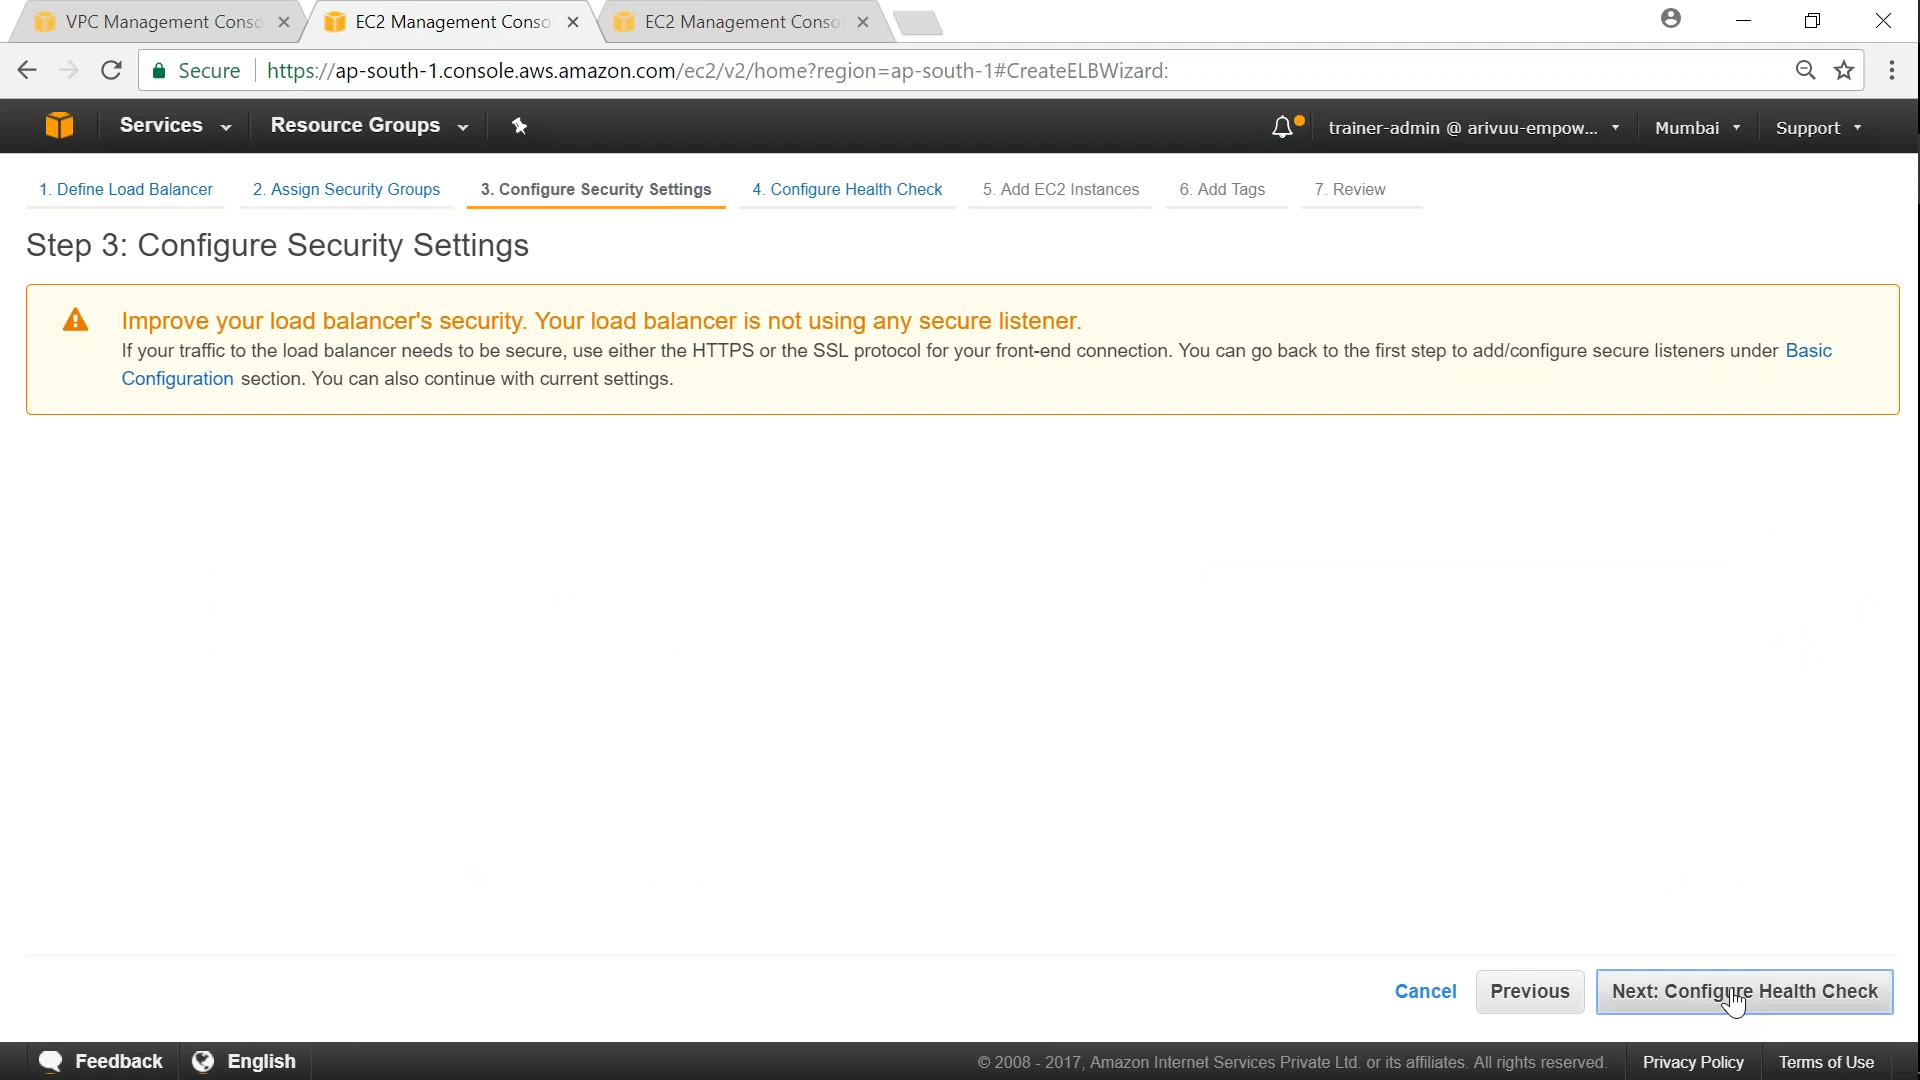 VPC Management Conso
EC2 Management Conso
EC2 Management Consol
Secure https://ap-south-1.console.aws.amazon.com/ec2/v2/home?region=ap-south-1#CreateELBWizard:
Services Resource Groups trainer-admin @ arivuu-empow... Mumbai Support
1. Define Load Balancer 2. Assign Security Groups 3. Configure Security Settings 4. Configure Health Check 5. Add EC2 Instances 6. Add Tags 7. Review
Step 3: Configure Security Settings
Improve your load balancer's security. Your load balancer is not using any secure listener.
If your traffic to the load balancer needs to be secure, use either the HTTPS or the SSL protocol for your front-end connection. You can go back to the first step to add/configure secure listeners under Basic
Configuration section. You can also continue with current settings.
Cancel Previous Next: Configure Health Check
Feedback English © 2008 - 2017, Amazon Internet Services Private Ltd. or its affiliates. All rights reserved. Privacy Policy Terms of Use